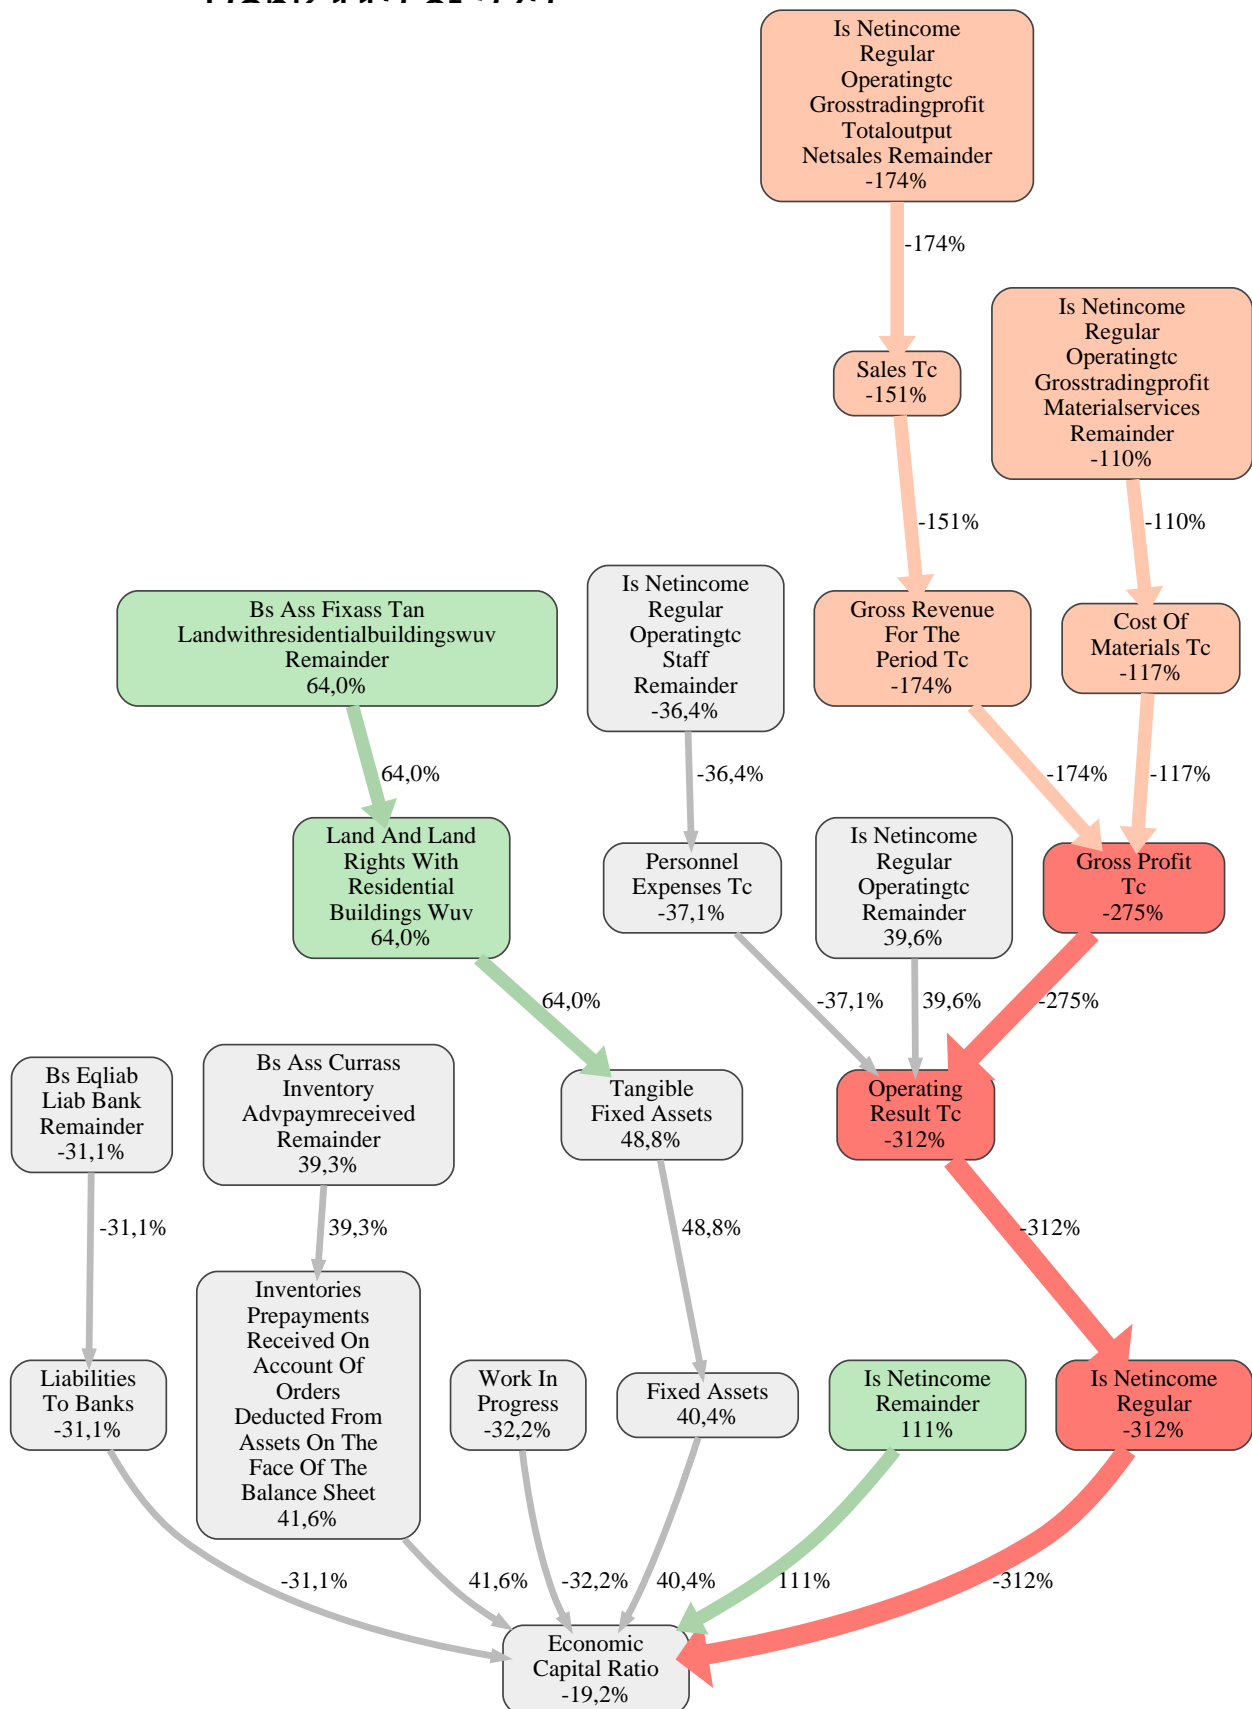 Is Netincome
Regular
Operatingtc
Grosstradingprofit
Totaloutput
Netsales Remainder
-174%
-174%
Is Netincome
Regular
Operatingtc
Grosstradingprofit
Materialservices
Remainder
-110%
Sales Tc
-151%
-151%
-110%
Is Netincome
Regular
Operatingtc
Staff
Remainder
-36,4%
Bs Ass Fixass Tan
Landwithresidentialbuildingswuv
Remainder
64,0%
Gross Revenue
For The
Period Tc
-174%
Cost Of
Materials Tc
-117%
64,0%
-36,4%
-174%
-117%
Land And Land
Rights With
Residential
Buildings Wuv
64,0%
Personnel
Expenses Tc
-37,1%
Is Netincome
Regular
Operatingtc
Remainder
39,6%
Gross Profit
Tc
-275%
64,0%
-37,1%
39,6%
-275%
Bs Eqliab
Liab Bank
Remainder
-31,1%
Bs Ass Currass
Inventory
Advpaymreceived
Remainder
39,3%
Tangible
Fixed Assets
48,8%
Operating
Result Tc
-312%
-31,1%
39,3%
48,8%
-312%
Inventories
Prepayments
Received On
Account Of
Orders
Deducted From
Assets On The
Face Of The
Balance Sheet
41,6%
Liabilities
To Banks
-31,1%
Work In
Progress
-32,2%
Fixed Assets
40,4%
Is Netincome
Remainder
111%
Is Netincome
Regular
-312%
-31,1%
41,6%
-32,2%
40,4%
111%
-312%
Economic
Capital Ratio
-19,2%